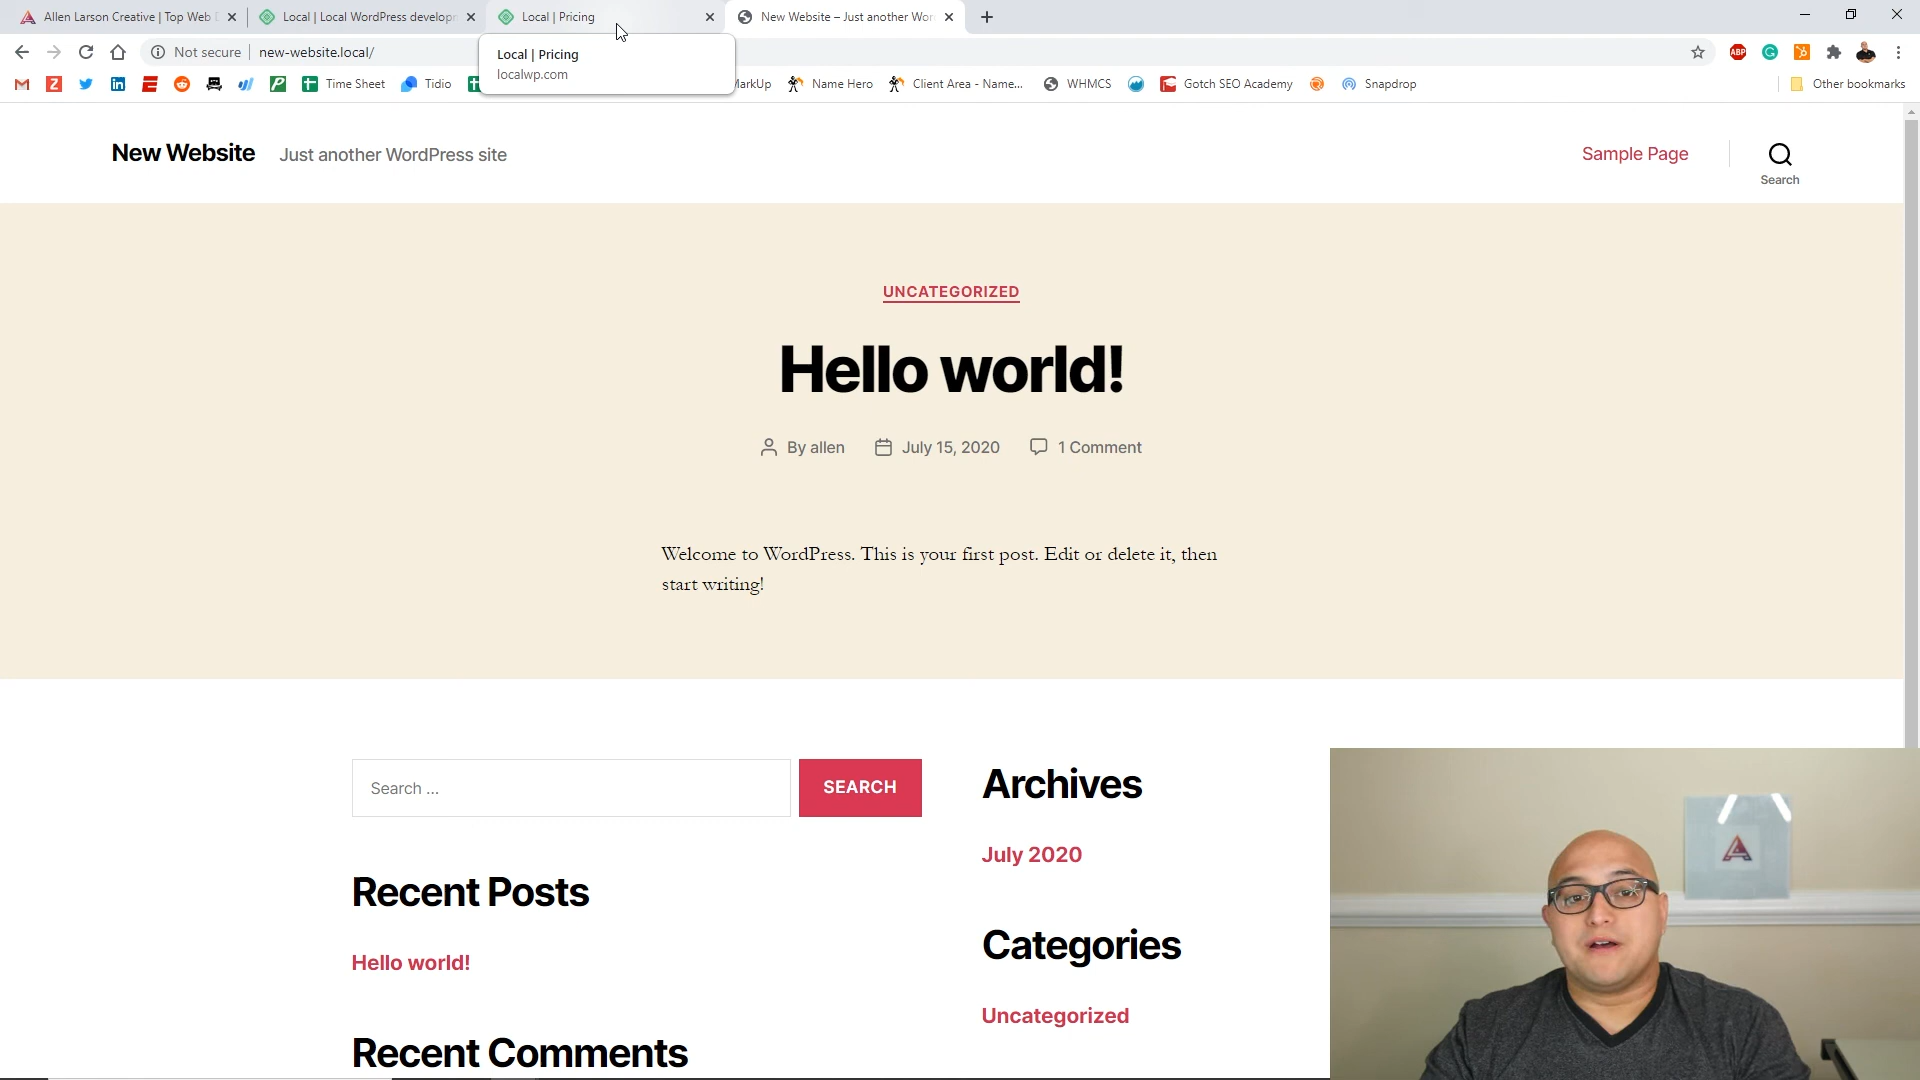 Allen Larson Creative | Top Web
Local | Local WordPress develop
Local | Pricing
New Website – Just another Wor
Not secure
new-website.local/
Local | Pricing
localwp.com
ABP
Time Sheet
Tidio
MarkUp
Name Hero
Client Area - Name...
WHMCS
Gotch SEO Academy
Snapdrop
Other bookmarks
New Website
Just another WordPress site
Sample Page
Search
UNCATEGORIZED
Hello world!
By allen
July 15, 2020
1 Comment
Welcome to WordPress. This is your first post. Edit or delete it, then
start writing!
Search ...
SEARCH
Archives
July 2020
Recent Posts
Categories
Hello world!
Uncategorized
Recent Comments